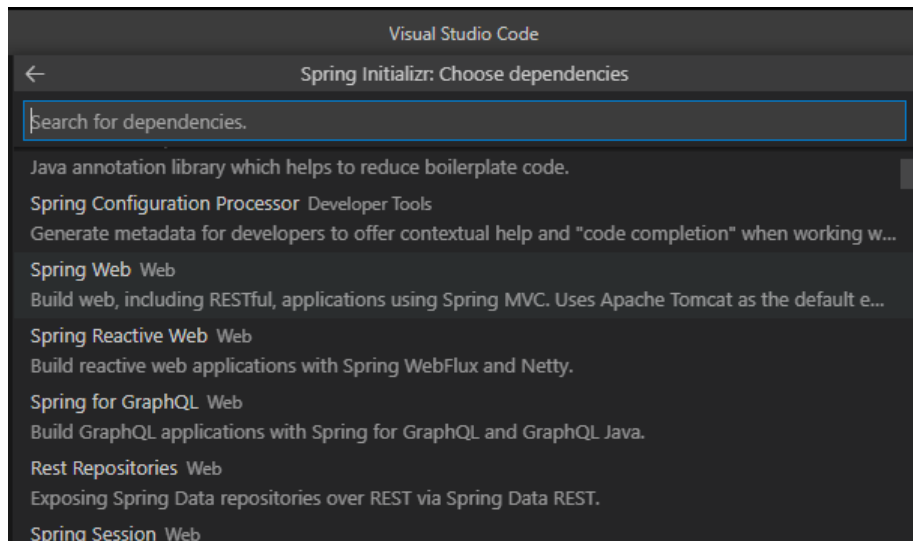 Visual Studio Code
Spring Initializr: Choose dependencies
Search for dependencies.
Java annotation library which helps to reduce boilerplate code.
Spring Configuration Processor Developer Tools
Generate metadata for developers to offer contextual help and "code completion" when working w...
Spring Web Web
Build web, including RESTful, applications using Spring MVC. Uses Apache Tomcat as the default e...
Spring Reactive Web Web
Build reactive web applications with Spring WebFlux and Netty.
Spring for GraphQL Web
Build GraphQL applications with Spring for GraphQL and GraphQL Java.
Rest Repositories Web
Exposing Spring Data repositories over REST via Spring Data REST.
Spring Session Web